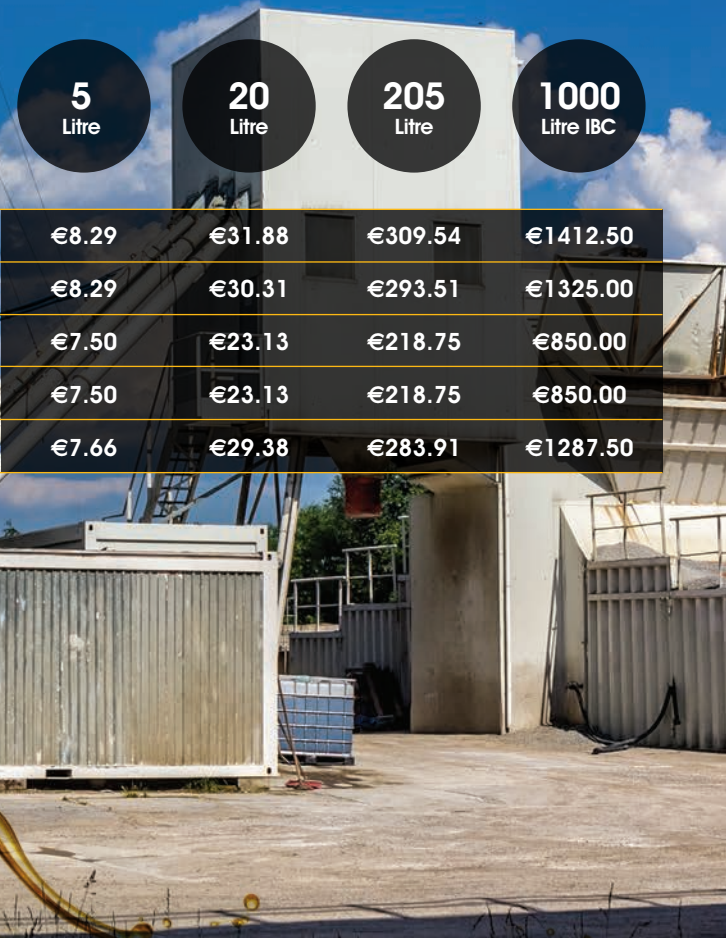 5 20 205 1000
Litre Litre Litre Litre IBC
€8.29 €31.88 €309.54 €1412.50
€8.29 €30.31 €293.51 €1325.00
€7.50 €23.13 €218.75 €850.00
€7.50 €23.13 €218.75 €850.00
€7.66 €29.38 €283.91 €1287.50